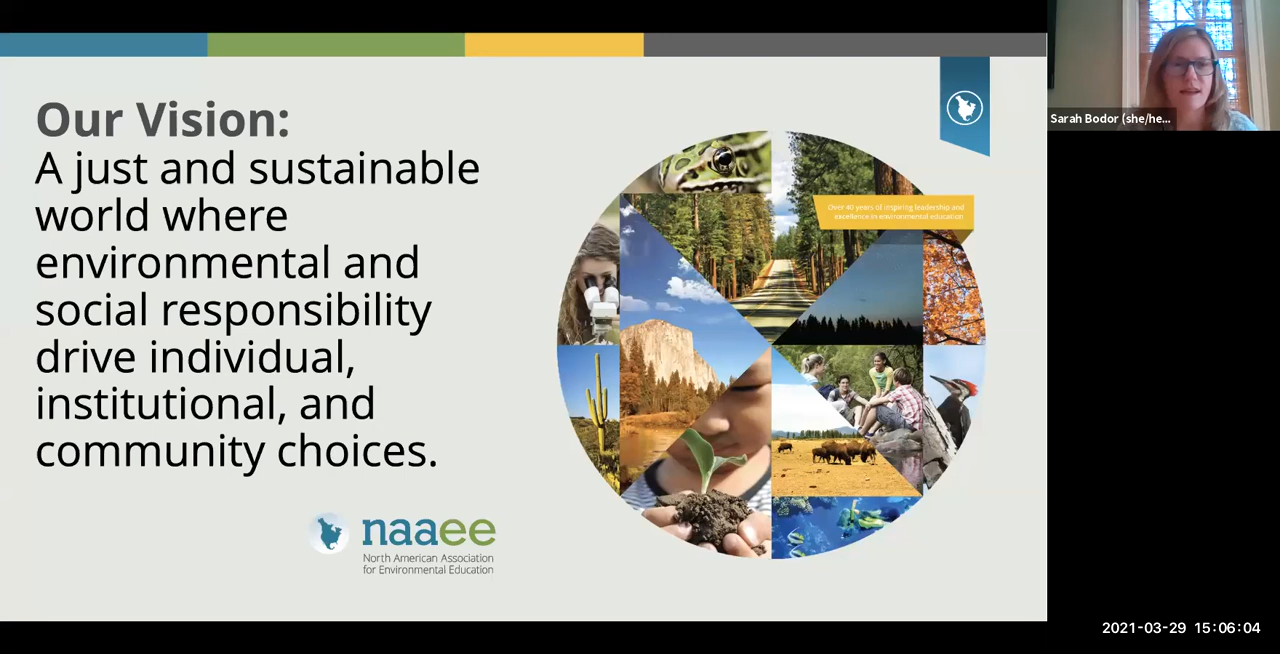 Our Vision:
A just and sustainable
world where
environmental and
social responsibility
drive individual,
institutional, and
community choices.
Over 40 years of inspiring leadership and
excellence in environmental education
naaee
North American Association
for Environmental Education
Sarah Bodor (she/he...
2021-03-29 15:06:04